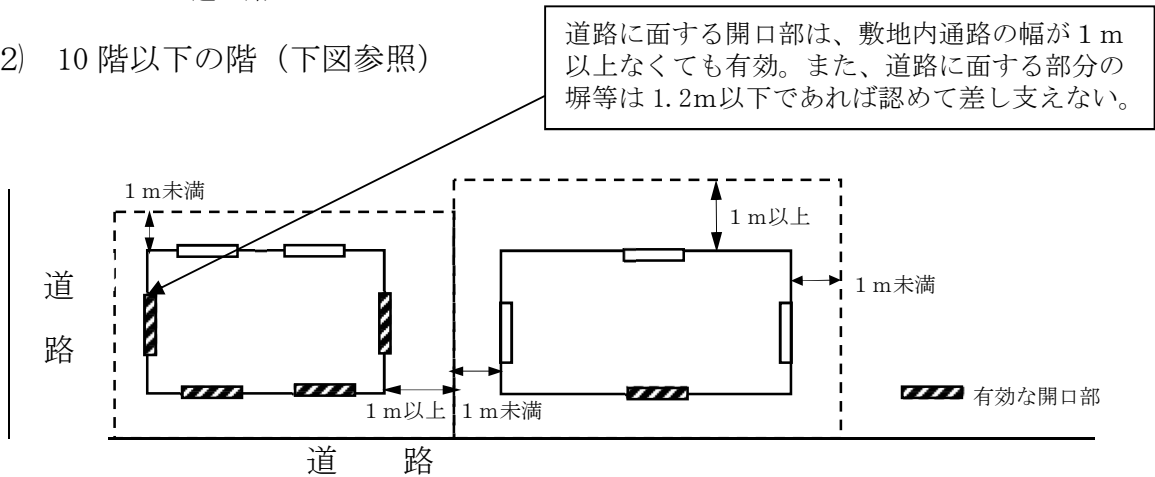 道路に面する開口部は、敷地内通路の幅が１ｍ
以上なくても有効。また、道路に面する部分の
塀等は 1.2ｍ以下であれば認めて差し支えない。
2) 10 階以下の階（下図参照）
１ｍ未満
１ｍ以上
１ｍ未満
道
路
１ｍ以上
１ｍ未満
有効な開口部
道 路